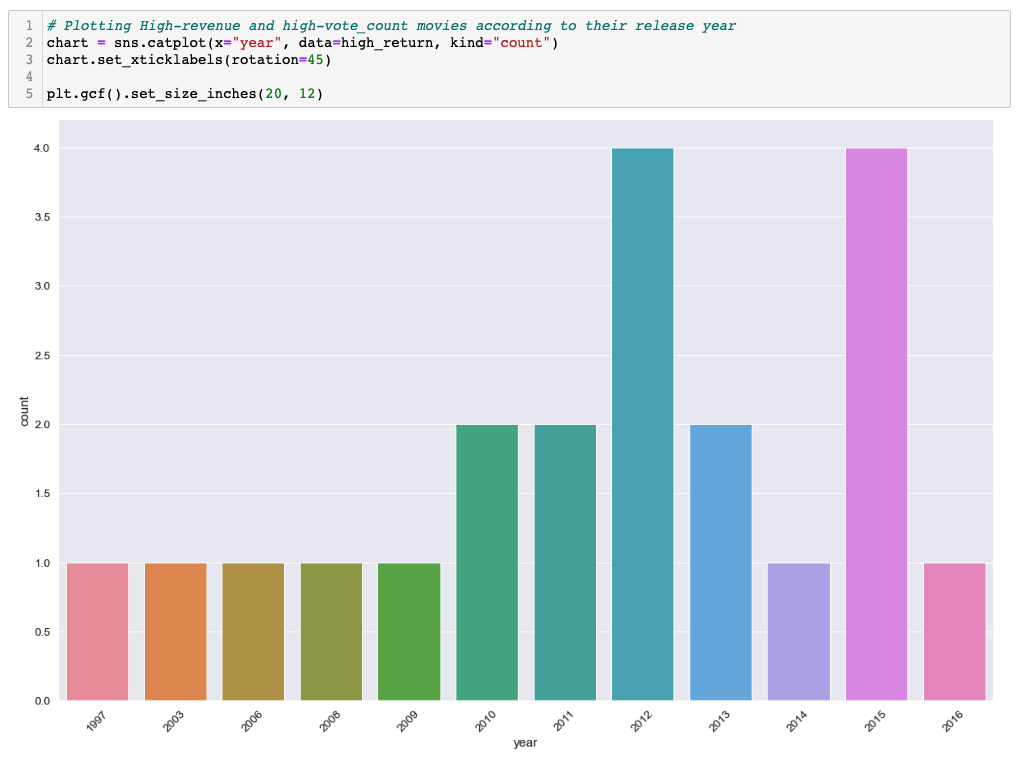 1 # Plotting High-revenue and high-vote_count movies according to their release year
2 chart = sns.catplot(x="year", data=high_return, kind="count")
3 chart.set_xticklabels(rotation=45)
4
5 plt.gcf().set_size_inches(20, 12)
4.0
3.5
3.0
2.5
2.0
1.5
1.0
0.5
0.0
count
1997 2003 2006 2008 2009 2010 2011 2012 2013 2014 2015 2016
year